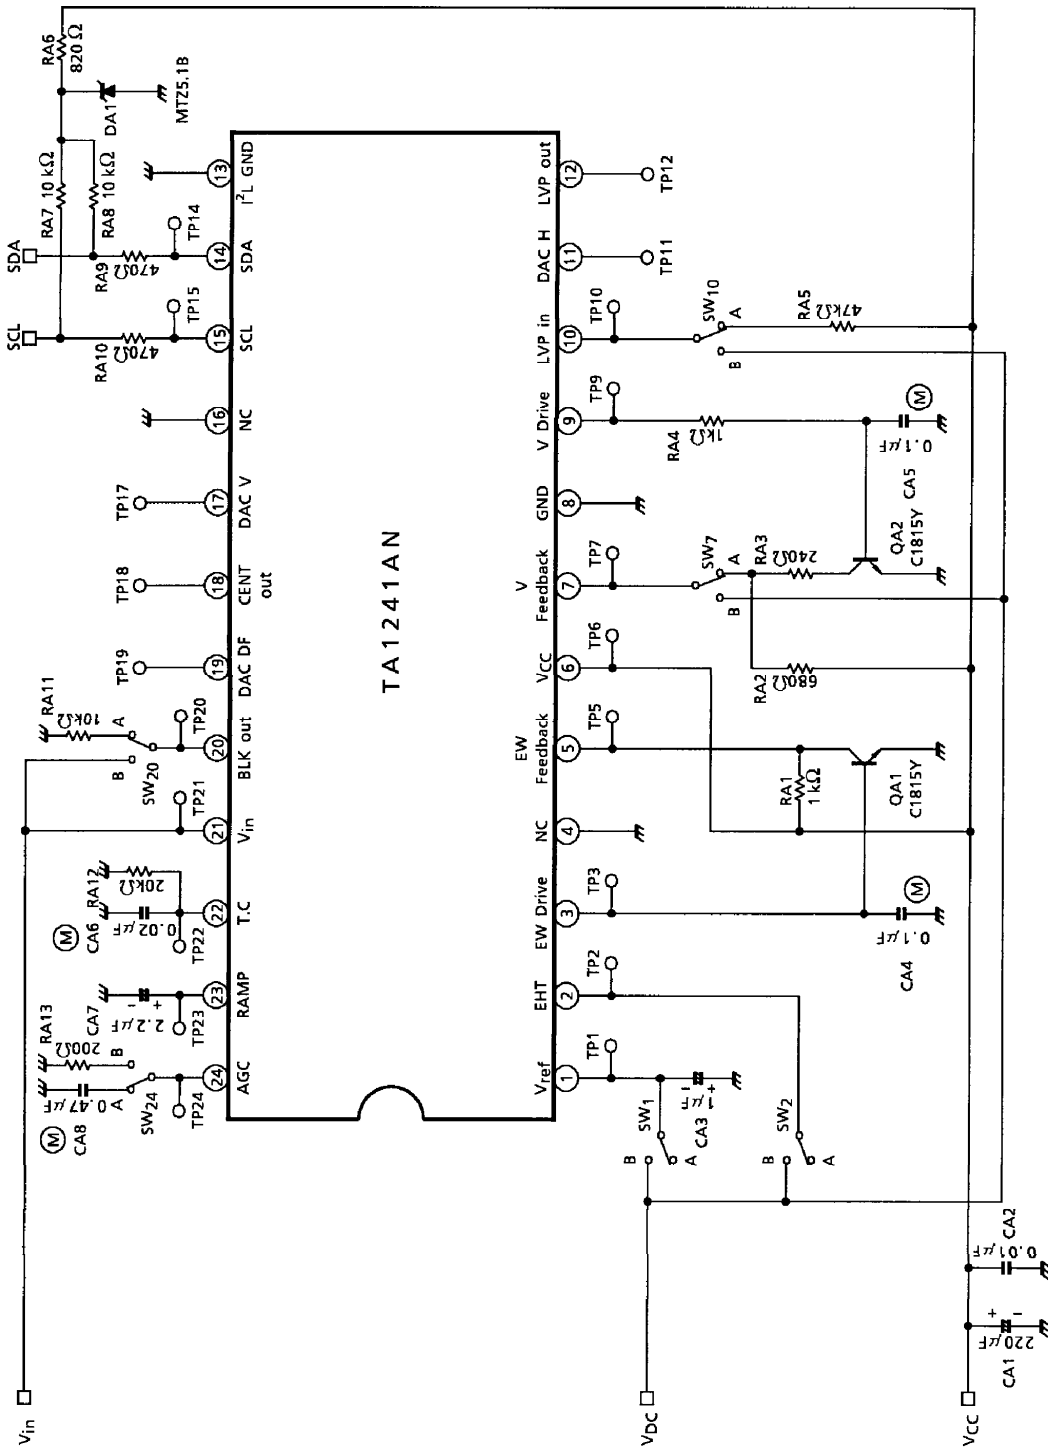 RA6
820 Ω
DA1
MTZ5.1B
RA7 10 kΩ
RA8 10 kΩ
SDA
SCL
RA9
470Ω
TP14
RA10
470Ω
TP15
TP17
TP18
TP19
RA11
10kΩ
A
B
SW20
TP20
TP21
RA12
20kΩ
M
CA6
0.02μF
TP22
CA7
- +
2.2μF
TP23
RA13
200Ω
B
M
CA8
0.47μF
A
SW24
TP24
Vin
24
23
22
21
20
19
18
17
16
15
14
13
AGC
RAMP
T.C
Vin
BLK out
DAC DF
CENT
out
DAC V
NC
SCL
SDA
I²L GND
TA1241AN
Vref
EHT
EW Drive
NC
EW
Feedback
VCC
V
Feedback
GND
V Drive
LVP in
DAC H
LVP out
1
2
3
4
5
6
7
8
9
10
11
12
TP1
TP2
TP3
TP5
TP6
TP7
TP9
TP10
TP11
TP12
SW1
B
A
- +
1μF
CA3
SW2
B
A
VDC
M
0.1μF
CA4
RA1
1 kΩ
QA1
C1815Y
RA2
680Ω
SW7
A
B
RA3
240Ω
QA2
C1815Y
RA4
1kΩ
M
0.1μF
CA5
SW10
A
B
RA5
47kΩ
VCC
+ -
220μF
CA1
0.01μF
CA2